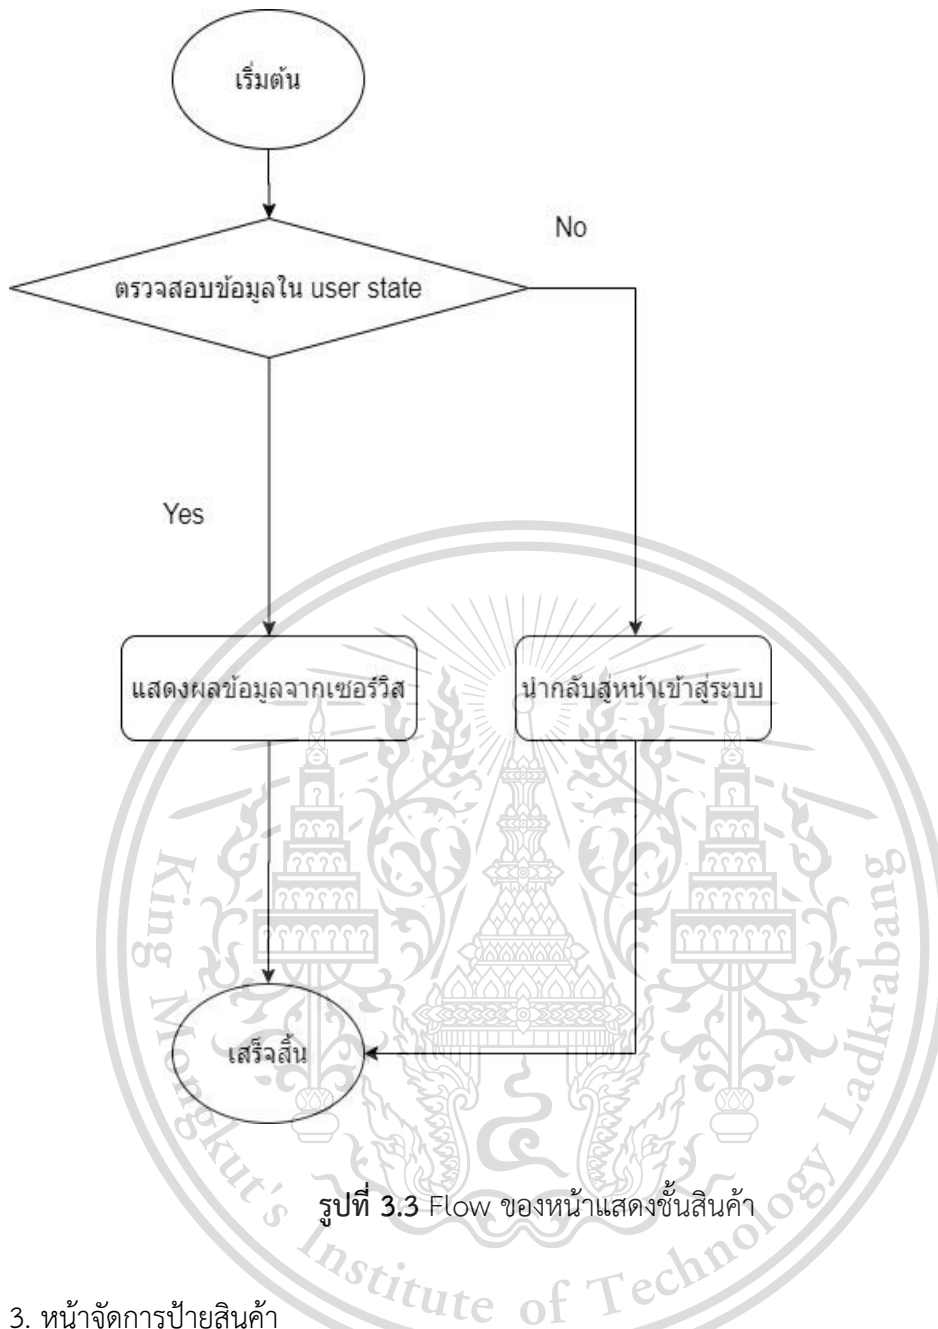 เริ่มต้น
ตรวจสอบข้อมูลใน user state
No
Yes
แสดงผลข้อมูลจากเซอร์วิส
นำกลับสู่หน้าเข้าสู่ระบบ
เสร็จสิ้น
รูปที่ 3.3 Flow ของหน้าแสดงชั้นสินค้า
3. หน้าจัดการป้ายสินค้า
King Mongkut's Institute of Technology Ladkrabang